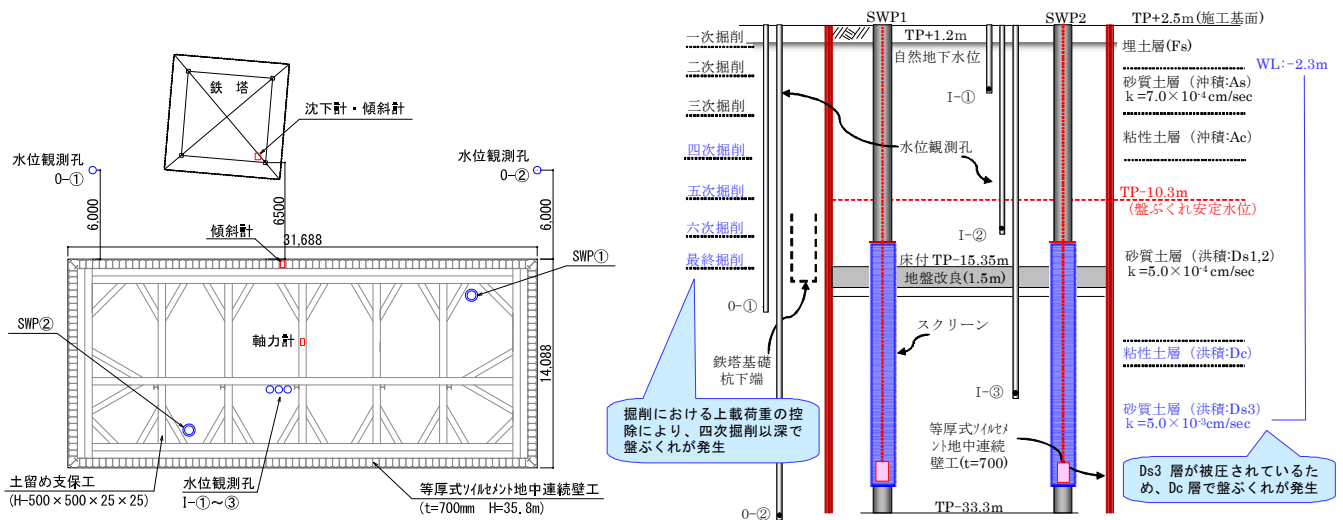 鉄 塔
沈下計・傾斜計
水位観測孔
O-①
水位観測孔
O-②
6,000
6500
6,000
傾斜計
31,688
SWP①
SWP②
軸力計
14,088
土留め支保工
(H-500×500×25×25)
水位観測孔
I-①～③
等厚式ソイルセメント地中連続壁工
(t=700mm H=35.8m)
SWP1
SWP2
TP+2.5m(施工基面)
一次掘削
TP+1.2m
自然地下水位
埋土層(Fs)
WL:-2.3m
二次掘削
I-①
砂質土層（沖積:As)
k=7.0×10-4cm/sec
三次掘削
粘性土層（沖積:Ac)
四次掘削
水位観測孔
五次掘削
TP-10.3m
(盤ぶくれ安定水位)
六次掘削
I-②
最終掘削
床付 TP-15.35m
地盤改良(1.5m)
砂質土層（洪積:Ds1,2）
k=5.0×10-4cm/sec
O-①
スクリーン
鉄塔基礎
杭下端
粘性土層（洪積:Dc)
I-③
砂質土層（洪積:Ds3)
k=5.0×10-3cm/sec
掘削における上載荷重の控
除により、四次掘削以深で
盤ぶくれが発生
等厚式ソイルセメ
ント地中連続
壁工(t=700)
Ds3 層が被圧されているた
め、Dc 層で盤ぶくれが発生
O-②
TP-33.3m